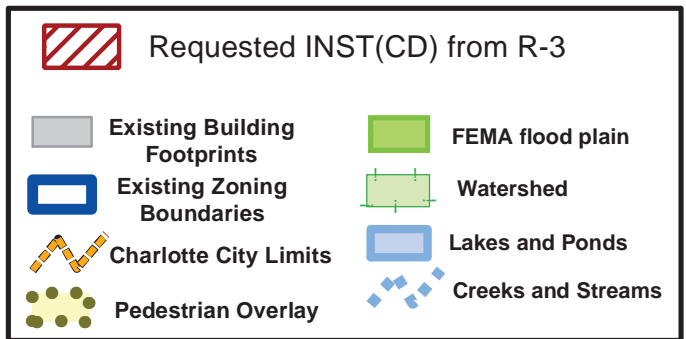 Requested INST(CD) from R-3
Existing Building
Footprints
Existing Zoning
Boundaries
Charlotte City Limits
Pedestrian Overlay
FEMA flood plain
Watershed
Lakes and Ponds
Creeks and Streams